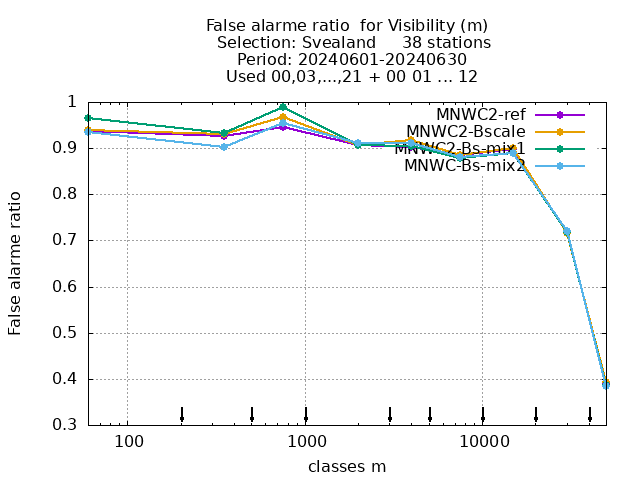 False alarme ratio  for Visibility (m)
Selection: Svealand     38 stations
Period: 20240601-20240630
Used 00,03,...,21 + 00 01 ... 12
MNWC2-ref
MNWC2-Bscale
MNWC2-Bs-mix1
MNWC-Bs-mix2
False alarme ratio
1
0.9
0.8
0.7
0.6
0.5
0.4
0.3
100
1000
10000
classes m